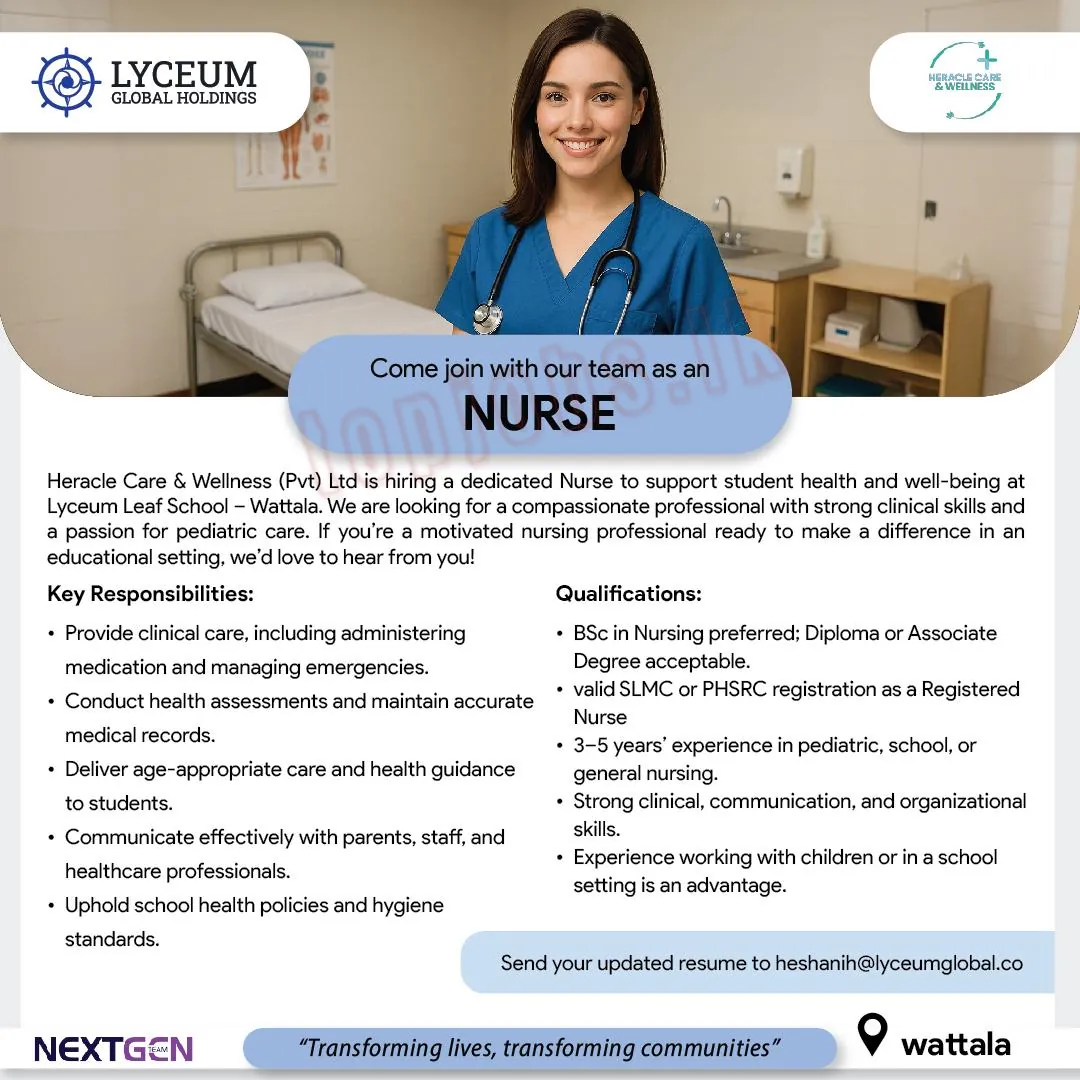 LYCEUM
GLOBAL HOLDINGS
HERACLE CARE
& WELLNESS
Come join with our team as an
NURSE
topjobs.lk
Heracle Care & Wellness (Pvt) Ltd is hiring a dedicated Nurse to support student health and well-being at
Lyceum Leaf School – Wattala. We are looking for a compassionate professional with strong clinical skills and
a passion for pediatric care. If you’re a motivated nursing professional ready to make a difference in an
educational setting, we’d love to hear from you!
Key Responsibilities:
• Provide clinical care, including administering
medication and managing emergencies.
• Conduct health assessments and maintain accurate
medical records.
• Deliver age-appropriate care and health guidance
to students.
• Communicate effectively with parents, staff, and
healthcare professionals.
• Uphold school health policies and hygiene
standards.
Qualifications:
• BSc in Nursing preferred; Diploma or Associate
Degree acceptable.
• valid SLMC or PHSRC registration as a Registered
Nurse
• 3–5 years’ experience in pediatric, school, or
general nursing.
• Strong clinical, communication, and organizational
skills.
• Experience working with children or in a school
setting is an advantage.
Send your updated resume to heshanih@lyceumglobal.co
NEXTGEN
TEAM
“Transforming lives, transforming communities”
wattala